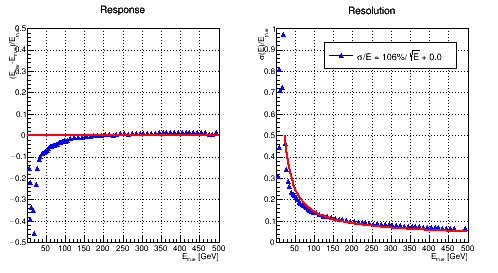 Response
(E_rec - E_true)/E_true
0.5
0.4
0.3
0.2
0.1
0
−0.1
−0.2
−0.3
−0.4
−0.5
50 100 150 200 250 300 350 400 450 500
E_true [GeV]
Resolution
σ(E)/E_true
σ/E = 106%/√E + 0.0
1
0.9
0.8
0.7
0.6
0.5
0.4
0.3
0.2
0.1
0
50 100 150 200 250 300 350 400 450 500
E_true [GeV]